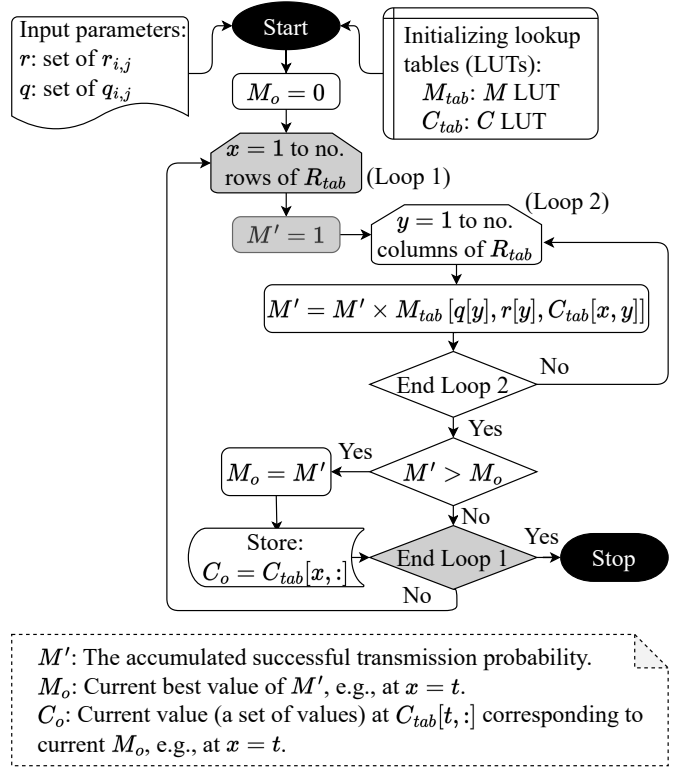 Input parameters:
r: set of r_{i,j}
q: set of q_{i,j}
Start
Initializing lookup
tables (LUTs):
M_{tab}: M LUT
C_{tab}: C LUT
M_o = 0
x = 1 to no.
rows of R_{tab}
(Loop 1)
M′ = 1
(Loop 2)
y = 1 to no.
columns of R_{tab}
M′ = M′ × M_{tab} [q[y], r[y], C_{tab}[x, y]]
End Loop 2
No
Yes
M′ > M_o
Yes
M_o = M′
No
Store:
C_o = C_{tab}[x, :]
End Loop 1
Yes
Stop
No
M′: The accumulated successful transmission probability.
M_o: Current best value of M′, e.g., at x = t.
C_o: Current value (a set of values) at C_{tab}[t, :] corresponding to
current M_o, e.g., at x = t.